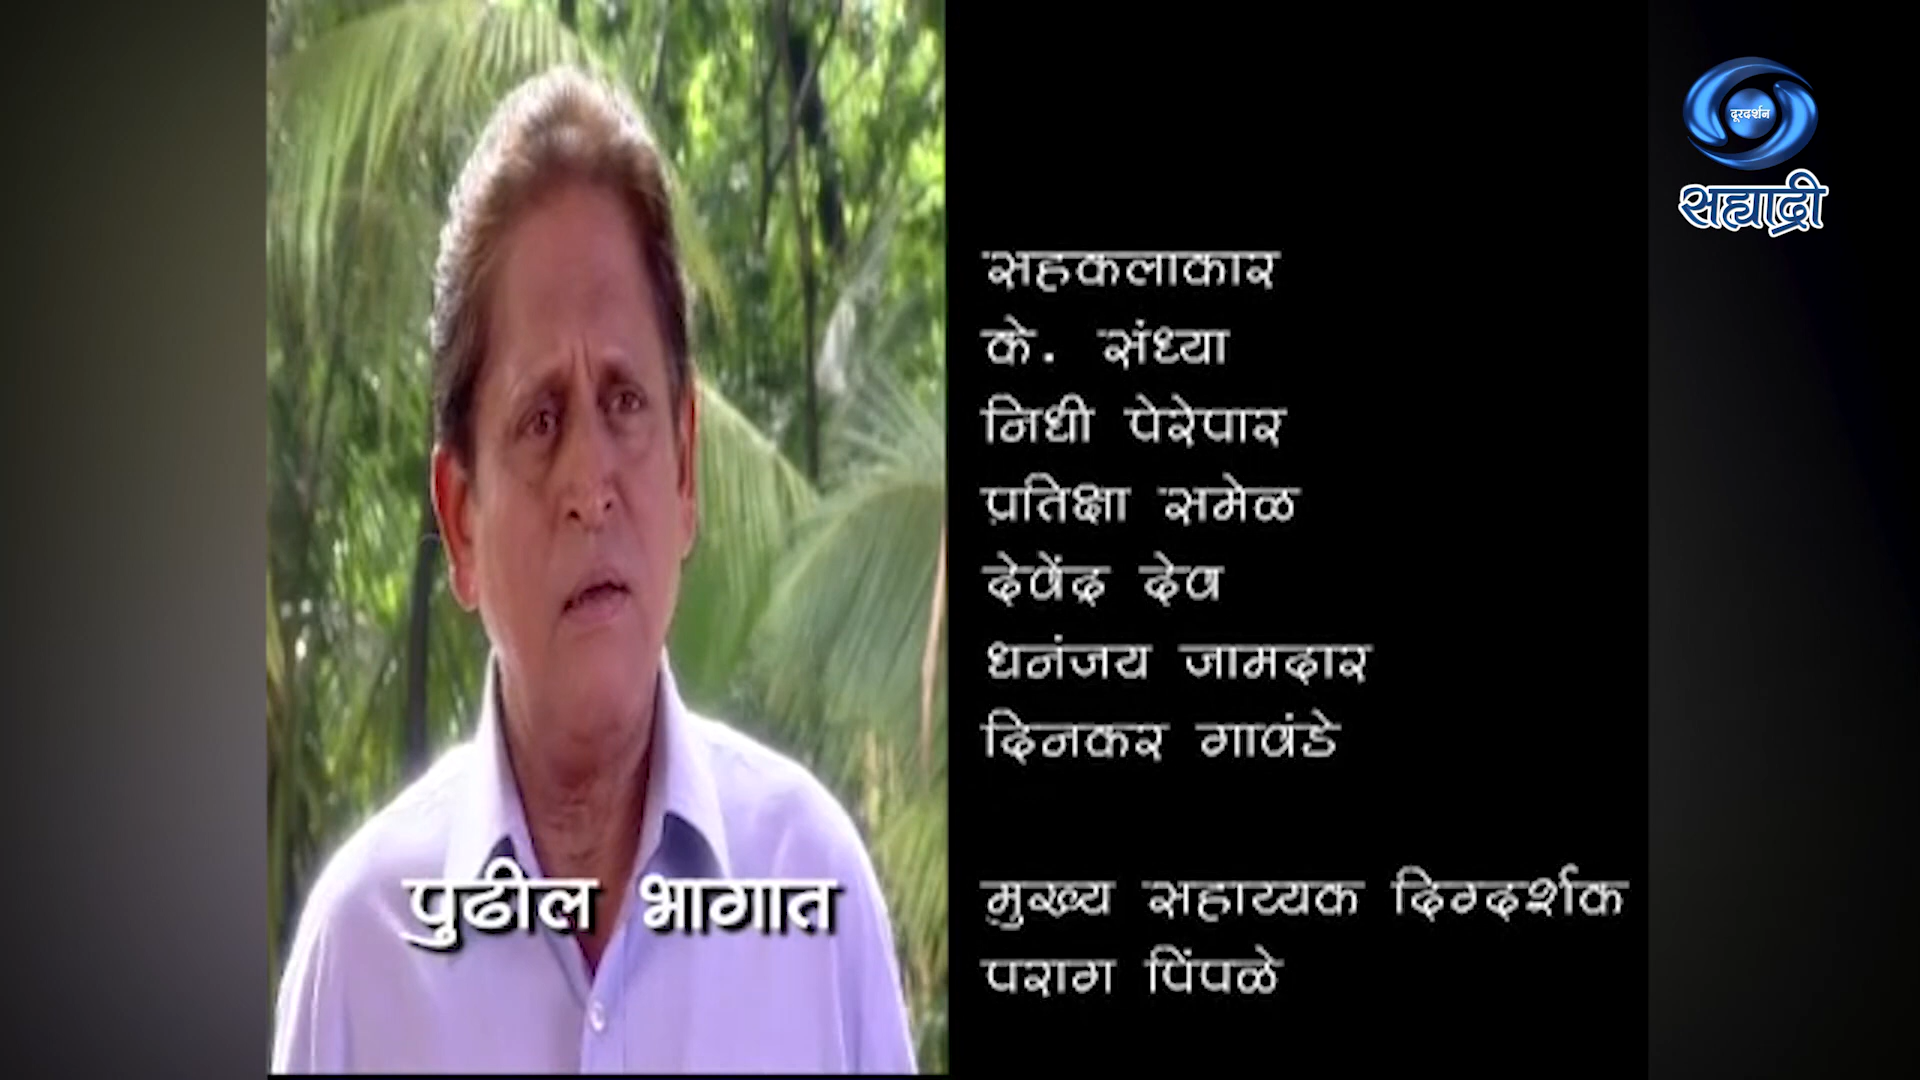 दूरदर्शन
सह्याद्री
सहकलाकार
के. संध्या
निधी पेरेपार
प्रतिक्षा समेळ
देवेंद्र देव
धनंजय जामदार
दिनकर गावंडे
मुख्य सहाय्यक दिग्दर्शक
पराग पिंपळे
पुढील भागात